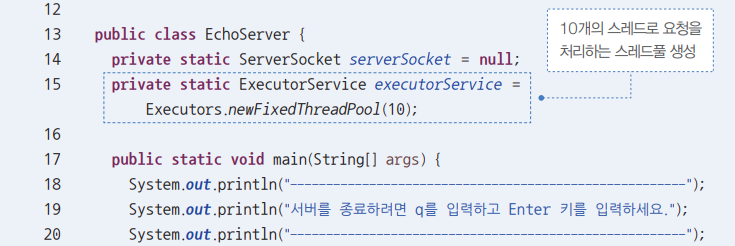 12
13 public class EchoServer {
14 private static ServerSocket serverSocket = null;
15 private static ExecutorService executorService =
Executors.newFixedThreadPool(10);
16
17 public static void main(String[] args) {
18 System.out.println("-------------------------------------------------------");
19 System.out.println("서버를 종료하려면 q를 입력하고 Enter 키를 입력하세요.");
20 System.out.println("-------------------------------------------------------");
10개의 스레드로 요청을
처리하는 스레드풀 생성